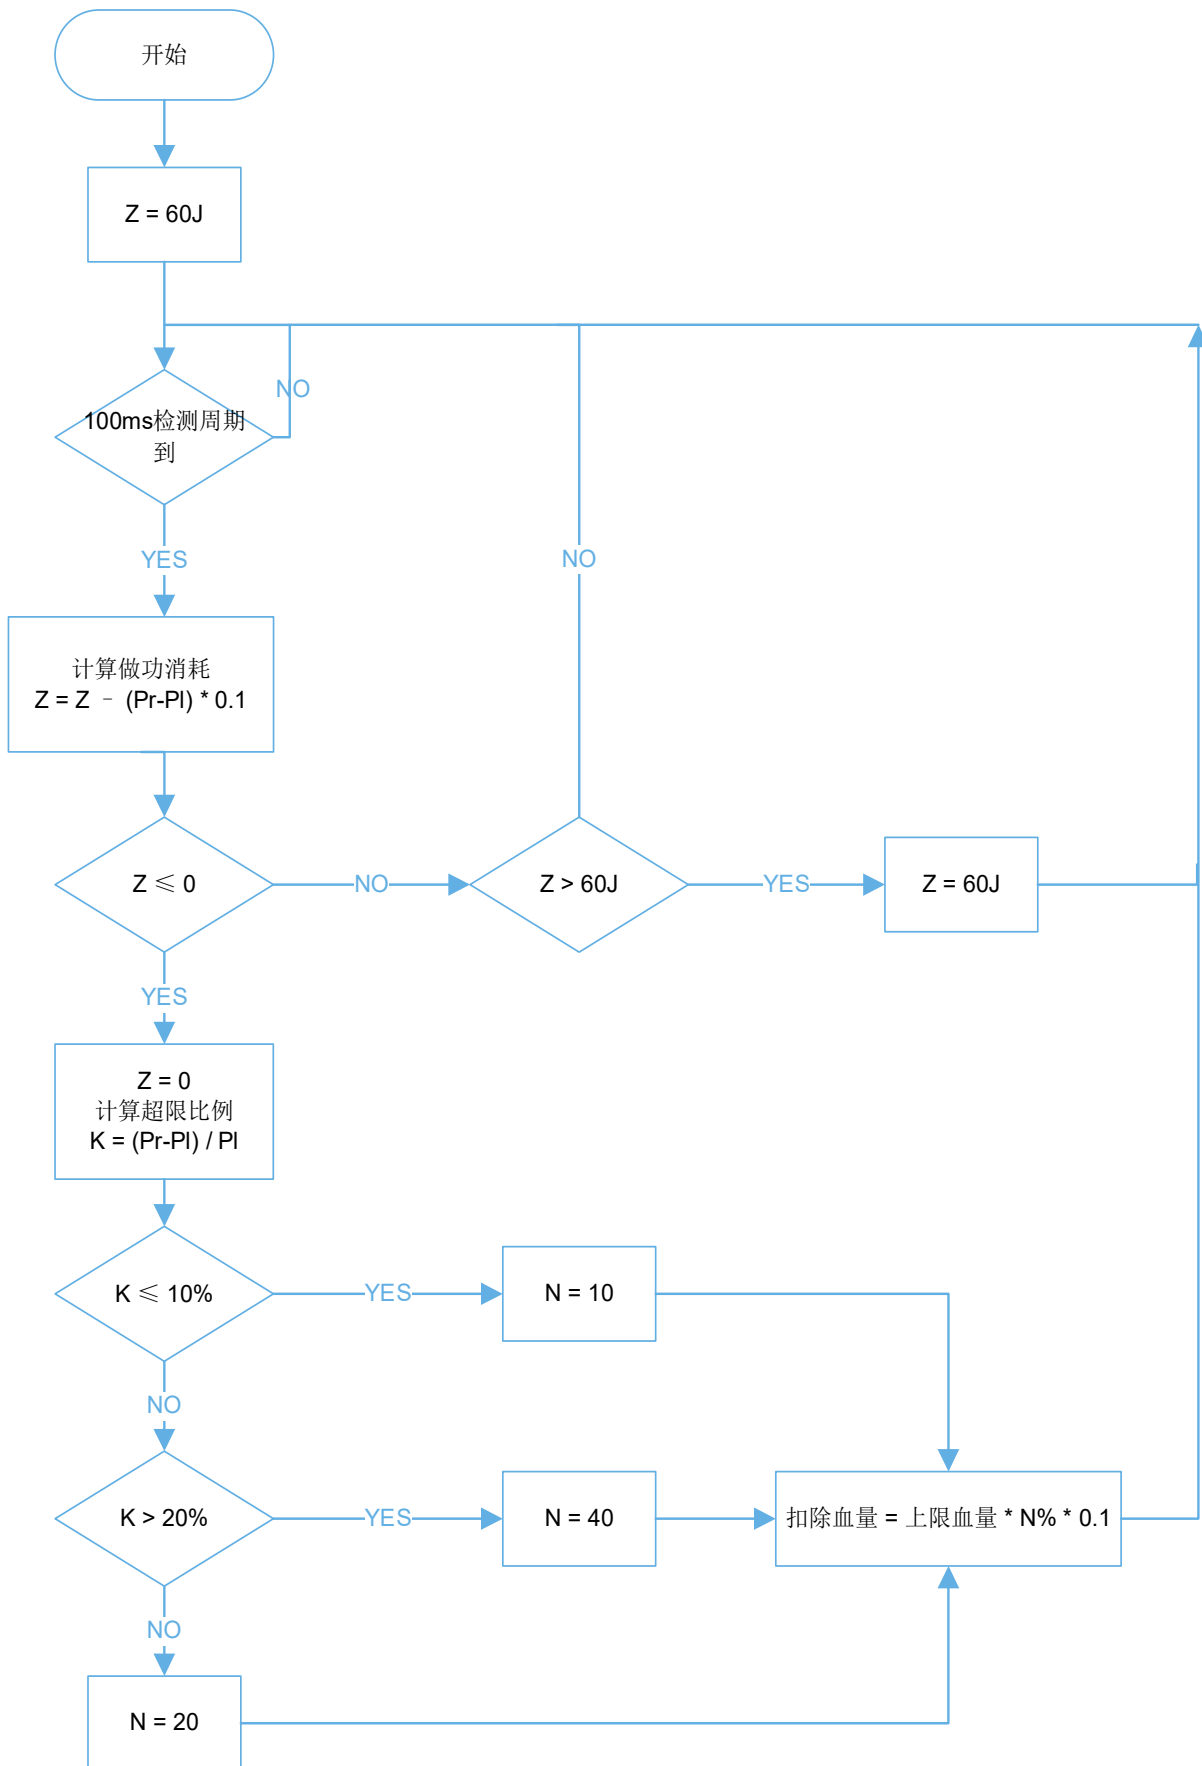 开始
Z = 60J
NO
100ms检测周期
到
YES
NO
计算做功消耗
Z = Z － (Pr-Pl) * 0.1
Z ≤ 0
NO
Z > 60J
YES
Z = 60J
YES
Z = 0
计算超限比例
K = (Pr-Pl) / Pl
K ≤ 10%
YES
N = 10
NO
K > 20%
YES
N = 40
扣除血量 = 上限血量 * N% * 0.1
NO
N = 20